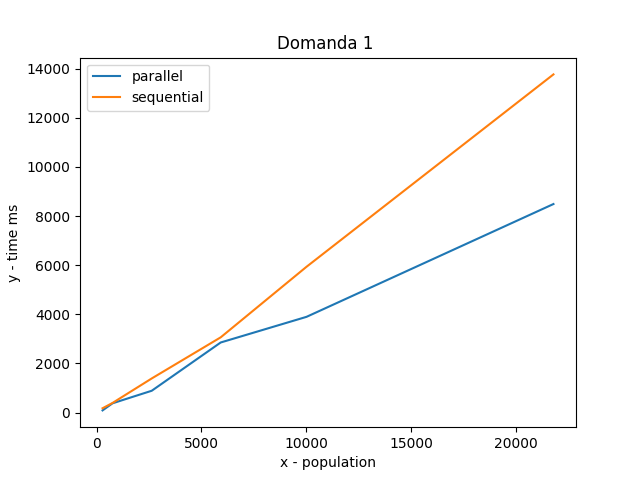 Domanda 1
parallel
sequential
14000
12000
10000
8000
6000
4000
2000
0
y - time ms
0 5000 10000 15000 20000
x - population